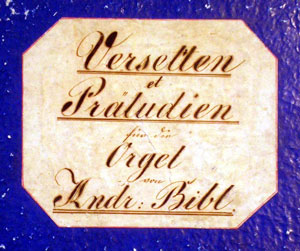 Versetten
et
Präludien
für die
Orgel
von
Andr: Bibl.